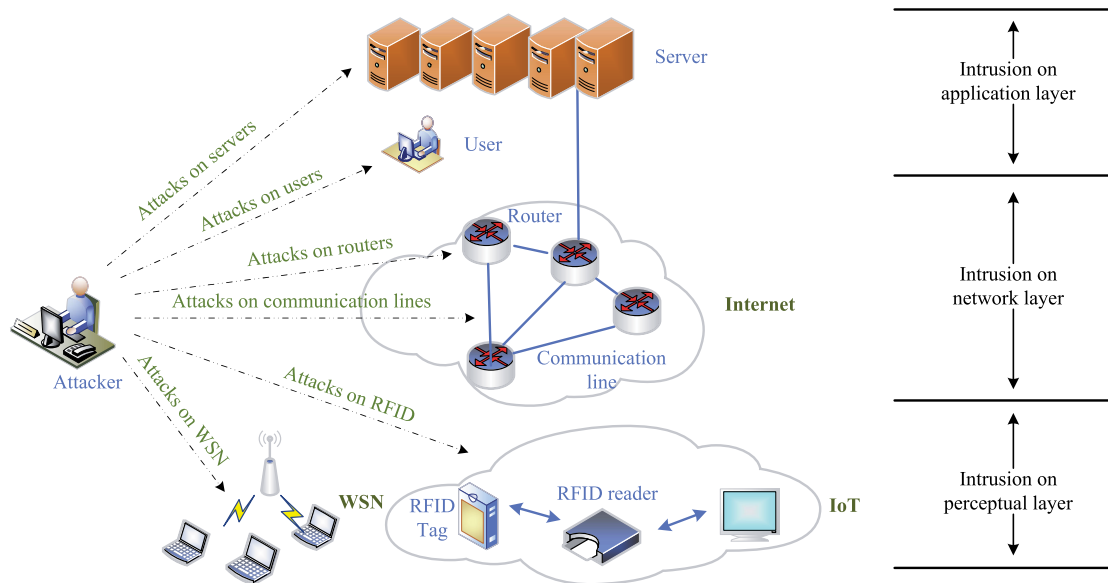 Server
Intrusion on
application layer
User
Attacks on servers
Attacks on users
Router
Attacks on routers
Attacks on communication lines
Internet
Intrusion on
network layer
Communication
line
Attacker
Attacks on WSN
Attacks on RFID
WSN
RFID
Tag
RFID reader
IoT
Intrusion on
perceptual layer